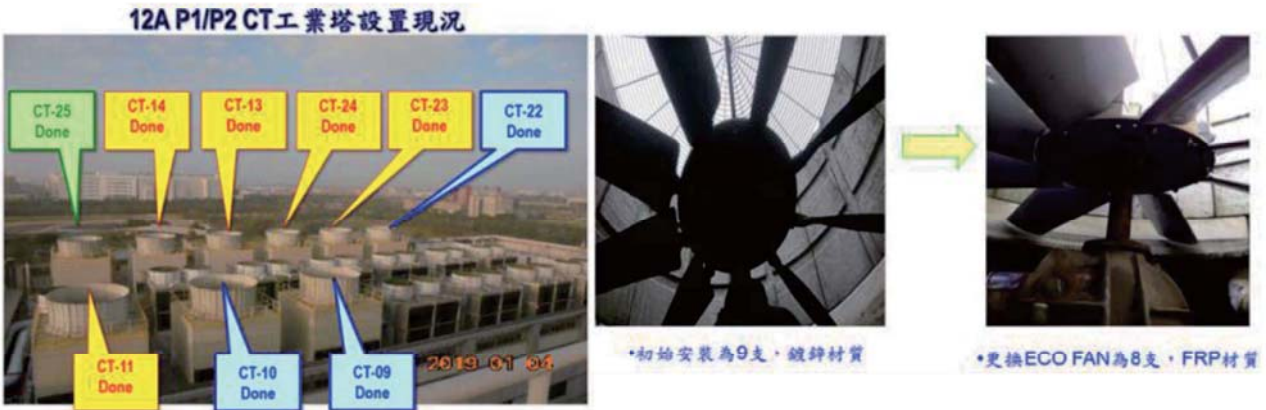 12A P1/P2 CT工業塔設置現況
CT-25
Done
CT-14
Done
CT-13
Done
CT-24
Done
CT-23
Done
CT-22
Done
CT-11
Done
CT-10
Done
CT-09
Done
2019 01 04
•初始安裝為9支，鍍鋅材質
•更換ECO FAN為8支，FRP材質